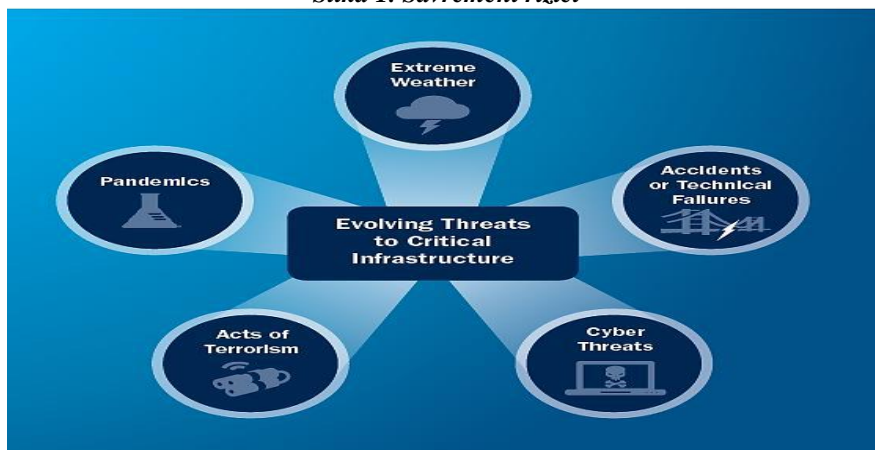 Extreme
Weather
Pandemics
Accidents
or Technical
Failures
Evolving Threats
to Critical
Infrastructure
Acts of
Terrorism
Cyber
Threats